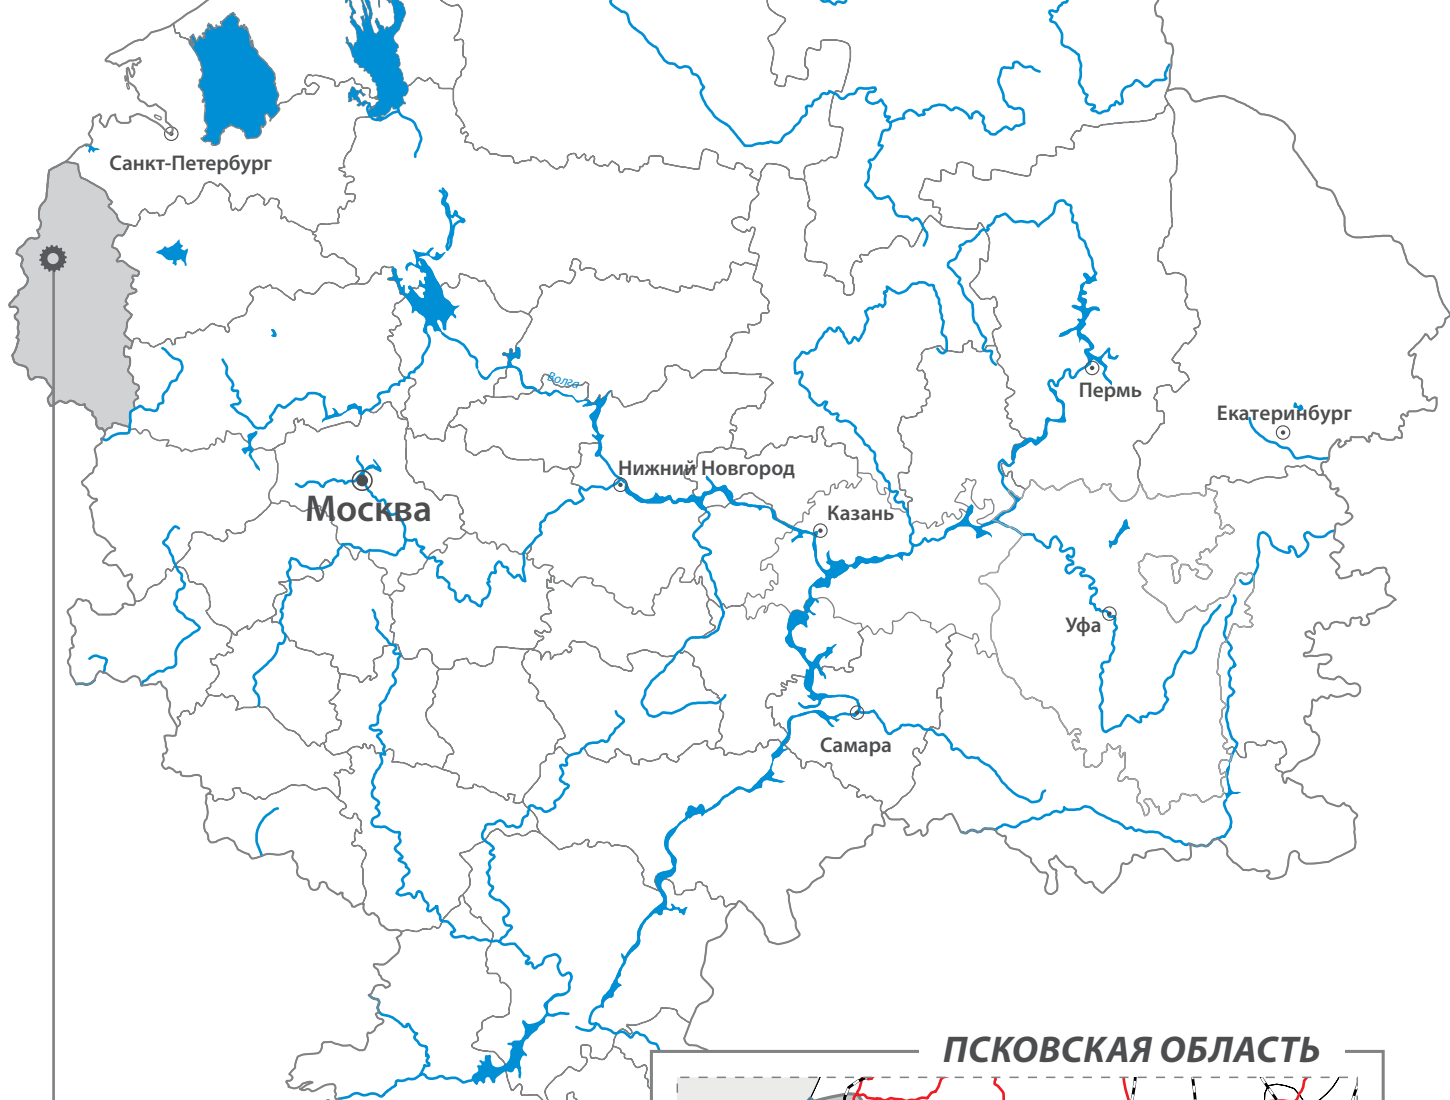 Санкт-Петербург
Волга
Пермь
Екатеринбург
Нижний Новгород
Москва
Казань
Уфа
Самара
ПСКОВСКАЯ ОБЛАСТЬ